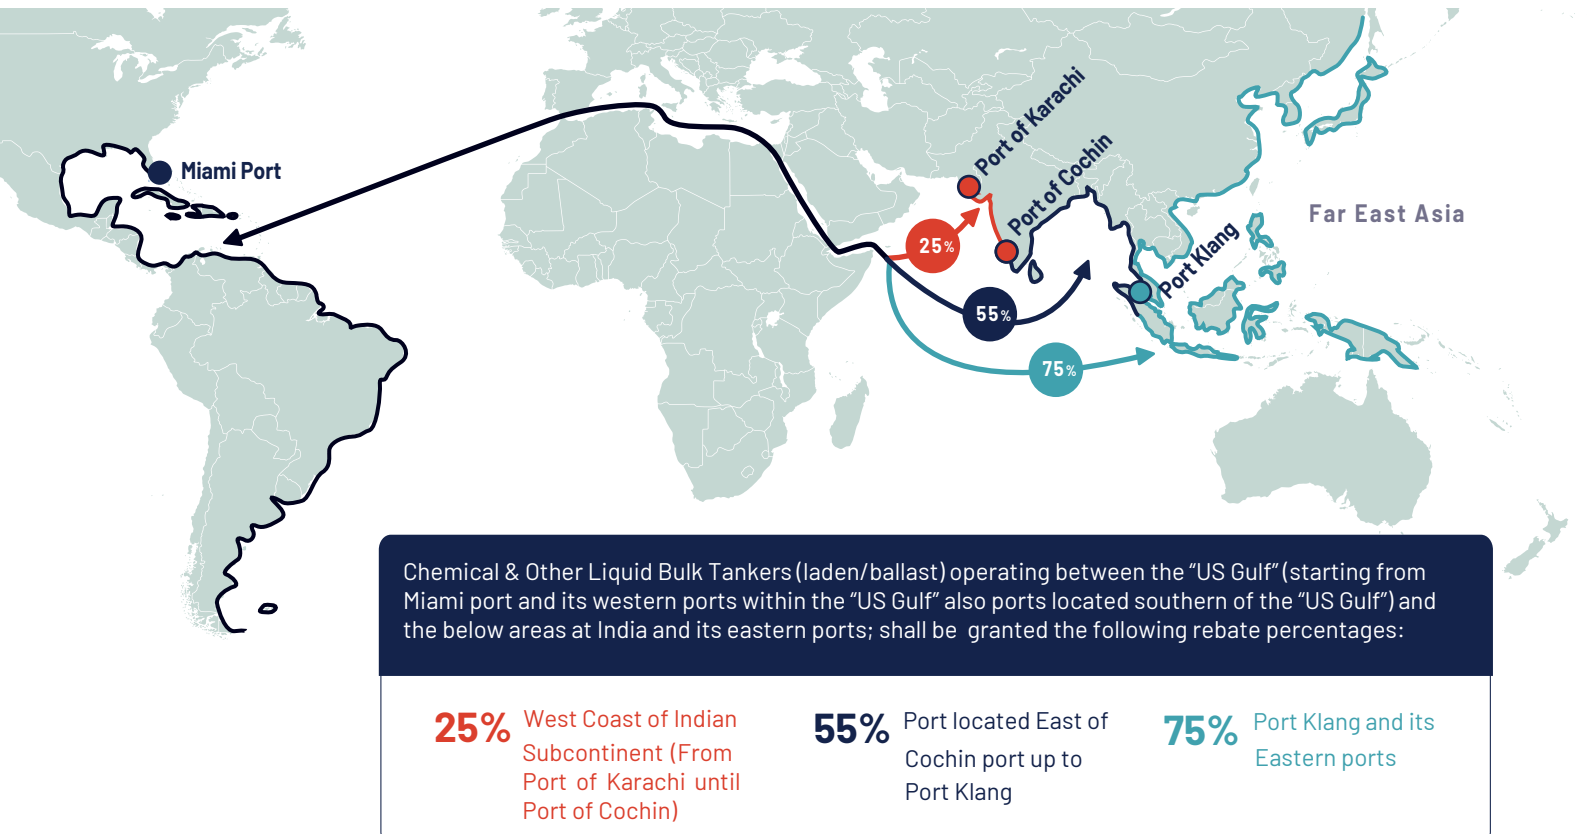 Port of Karachi
Port of Cochin
Miami Port
Far East Asia
Port Klang
25%
55%
75%
Chemical & Other Liquid Bulk Tankers (laden/ballast) operating between the “US Gulf” (starting from
Miami port and its western ports within the “US Gulf” also ports located southern of the “US Gulf”) and
the below areas at India and its eastern ports; shall be granted the following rebate percentages:
25%
West Coast of Indian
Subcontinent (From
Port of Karachi until
Port of Cochin)
55%
Port located East of
Cochin port up to
Port Klang
75%
Port Klang and its
Eastern ports